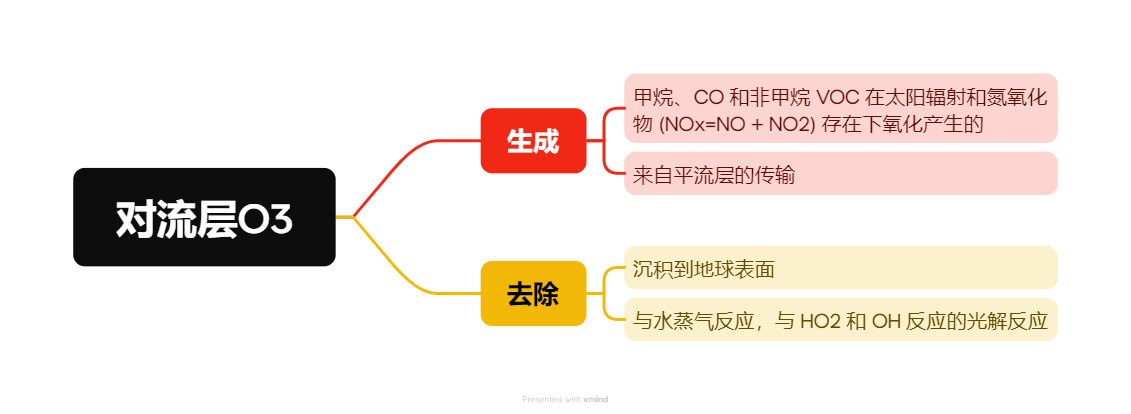 对流层O3
生成
甲烷、CO 和非甲烷 VOC 在太阳辐射和氮氧化
物 (NOx=NO + NO2) 存在下氧化产生的
来自平流层的传输
去除
沉积到地球表面
与水蒸气反应，与 HO2 和 OH 反应的光解反应
Presented with xmind